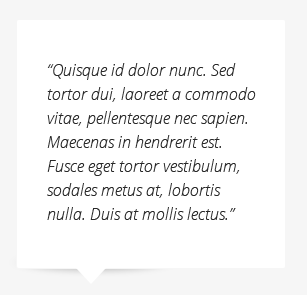 “Quisque id dolor nunc. Sed
tortor dui, laoreet a commodo
vitae, pellentesque nec sapien.
Maecenas in hendrerit est.
Fusce eget tortor vestibulum,
sodales metus at, lobortis
nulla. Duis at mollis lectus.”